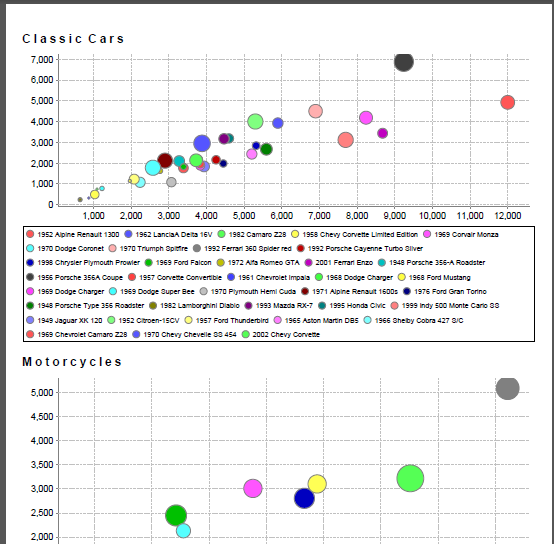 Classic Cars
7,000
6,000
5,000
4,000
3,000
2,000
1,000
0
1,000 2,000 3,000 4,000 5,000 6,000 7,000 8,000 9,000 10,000 11,000 12,000
1952 Alpine Renault 1300 1962 LanciaA Delta 16V 1982 Camaro Z28 1958 Chevy Corvette Limited Edition 1969 Corvair Monza
1970 Dodge Coronet 1970 Triumph Spitfire 1992 Ferrari 360 Spider red 1992 Porsche Cayenne Turbo Silver
1998 Chrysler Plymouth Prowler 1969 Ford Falcon 1972 Alfa Romeo GTA 2001 Ferrari Enzo 1948 Porsche 356-A Roadster
1956 Porsche 356A Coupe 1957 Corvette Convertible 1961 Chevrolet Impala 1968 Dodge Charger 1968 Ford Mustang
1969 Dodge Charger 1969 Dodge Super Bee 1970 Plymouth Hemi Cuda 1971 Alpine Renault 1600s 1976 Ford Gran Torino
1948 Porsche Type 356 Roadster 1982 Lamborghini Diablo 1993 Mazda RX-7 1995 Honda Civic 1999 Indy 500 Monte Carlo SS
1949 Jaguar XK 120 1952 Citroen-15CV 1957 Ford Thunderbird 1965 Aston Martin DB5 1966 Shelby Cobra 427 S/C
1969 Chevrolet Camaro Z28 1970 Chevy Chevelle SS 454 2002 Chevy Corvette
Motorcycles
5,000
4,500
4,000
3,500
3,000
2,500
2,000